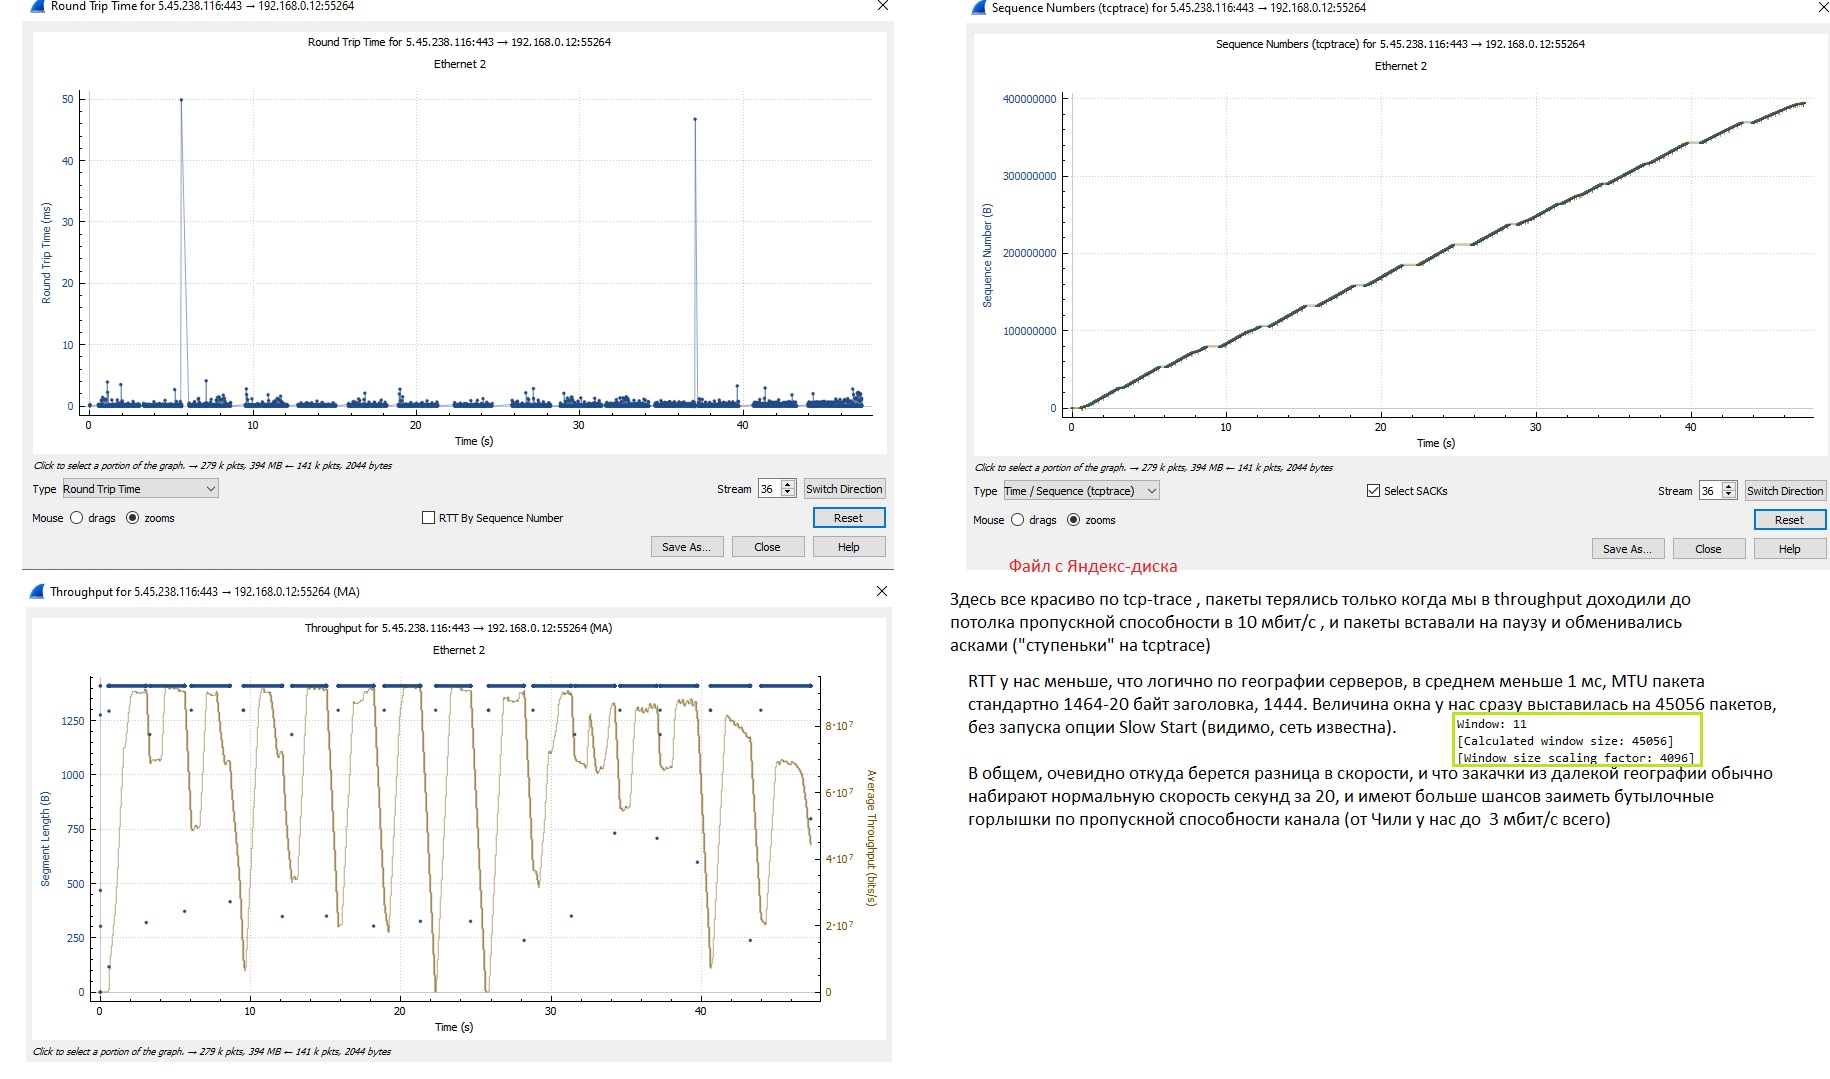 Round Trip Time for 5.45.238.116:443 → 192.168.0.12:55264
Round Trip Time for 5.45.238.116:443 → 192.168.0.12:55264
Ethernet 2
50
40
30
20
10
0
Round Trip Time (ms)
0 10 20 30 40
Time (s)
Click to select a portion of the graph. → 279 k pkts, 394 MB ← 141 k pkts, 2044 bytes
Type Round Trip Time Stream 36 Switch Direction
Mouse drags zooms RTT By Sequence Number Reset
Save As... Close Help
Sequence Numbers (tcptrace) for 5.45.238.116:443 → 192.168.0.12:55264
Sequence Numbers (tcptrace) for 5.45.238.116:443 → 192.168.0.12:55264
Ethernet 2
400000000
300000000
200000000
100000000
0
Sequence Number (B)
0 10 20 30 40
Time (s)
Click to select a portion of the graph. → 279 k pkts, 394 MB ← 141 k pkts, 2044 bytes
Type Time / Sequence (tcptrace) Select SACKs Stream 36 Switch Direction
Mouse drags zooms Reset
Save As... Close Help
Throughput for 5.45.238.116:443 → 192.168.0.12:55264 (MA)
Throughput for 5.45.238.116:443 → 192.168.0.12:55264 (MA)
Ethernet 2
1250
1000
750
500
250
0
Segment Length (B)
8·10⁷
6·10⁷
4·10⁷
2·10⁷
0
Average Throughput (bits/s)
0 10 20 30 40
Time (s)
Click to select a portion of the graph. → 279 k pkts, 394 MB ← 141 k pkts, 2044 bytes
Файл с Яндекс-диска
Здесь все красиво по tcp-trace , пакеты терялись только когда мы в throughput доходили до
потолка пропускной способности в 10 мбит/с , и пакеты вставали на паузу и обменивались
асками ("ступеньки" на tcptrace)
RTT у нас меньше, что логично по географии серверов, в среднем меньше 1 мс, MTU пакета
стандартно 1464-20 байт заголовка, 1444. Величина окна у нас сразу выставилась на 45056 пакетов,
без запуска опции Slow Start (видимо, сеть известна).
Window: 11
[Calculated window size: 45056]
[Window size scaling factor: 4096]
В общем, очевидно откуда берется разница в скорости, и что закачки из далекой географии обычно
набирают нормальную скорость секунд за 20, и имеют больше шансов заиметь бутылочные
горлышки по пропускной способности канала (от Чили у нас до 3 мбит/с всего)